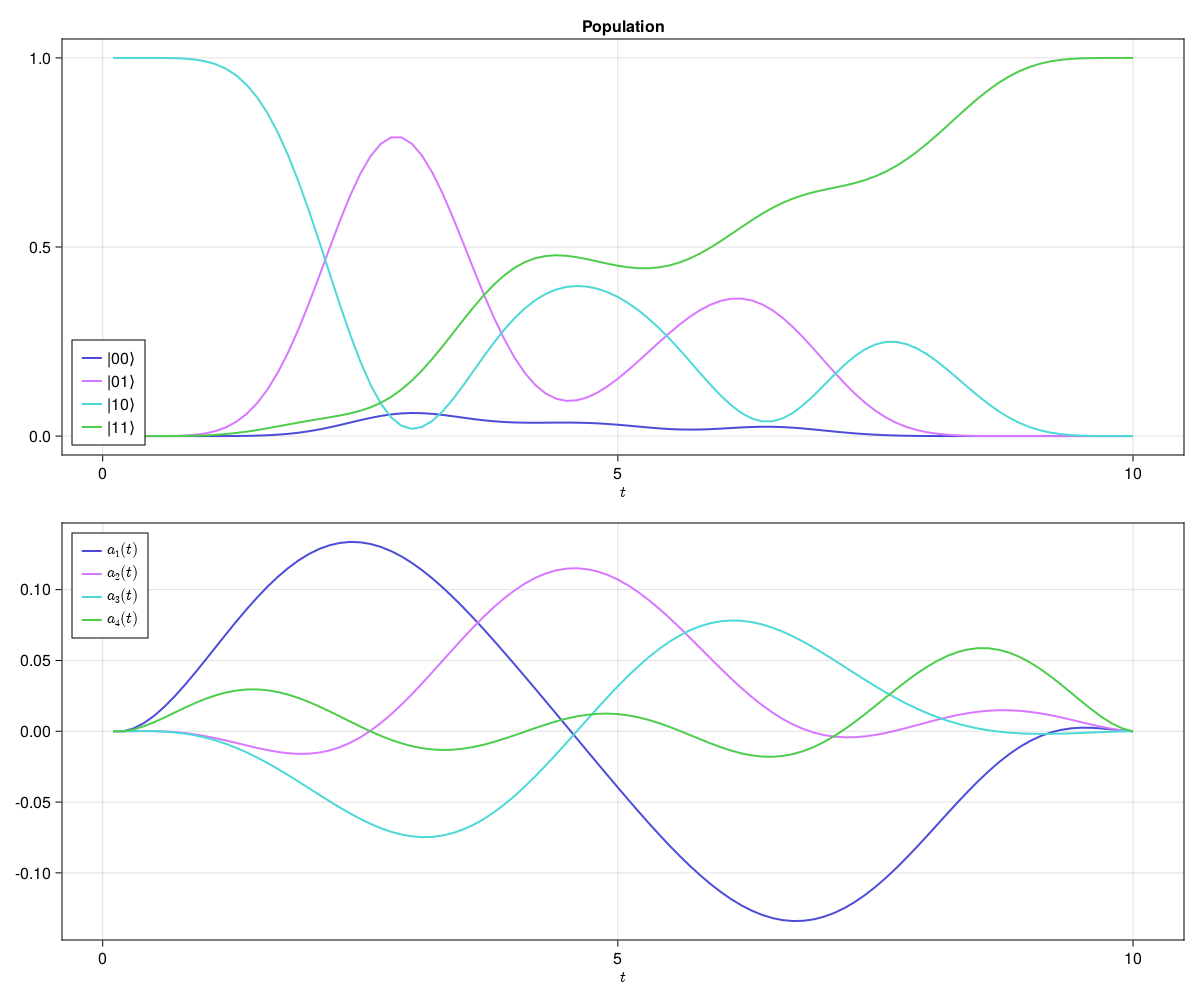 Population
1.0
0.5
0.0
|00⟩
|01⟩
|10⟩
|11⟩
0 5 10
t
0.10
0.05
0.00
-0.05
-0.10
a₁(t)
a₂(t)
a₃(t)
a₄(t)
0 5 10
t